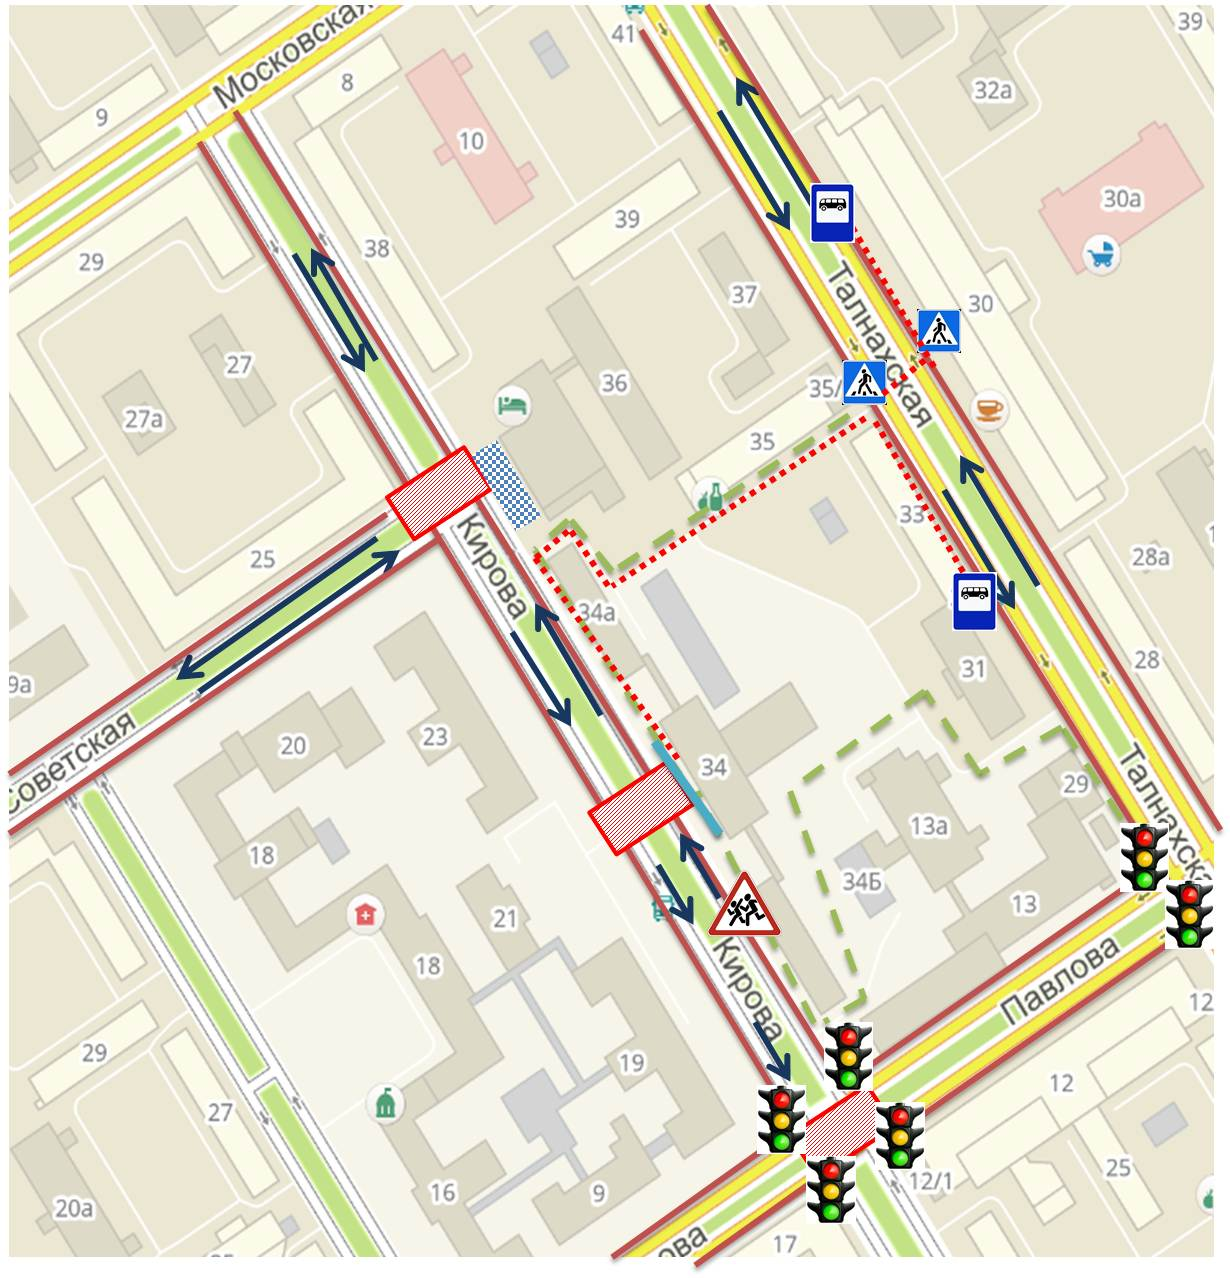 Московская
41
39
8
9
32а
10
30а
39
29
38
37
30
Талнахская
27
36
35/
27а
35
25
33
28а
Кирова
34а
28
31
9а
23
20
34
Советская
29
Талнахская
13а
18
34Б
21
13
18
Кирова
Павлова
12
29
19
12
27
25
12/1
16
9
20а
17
ова